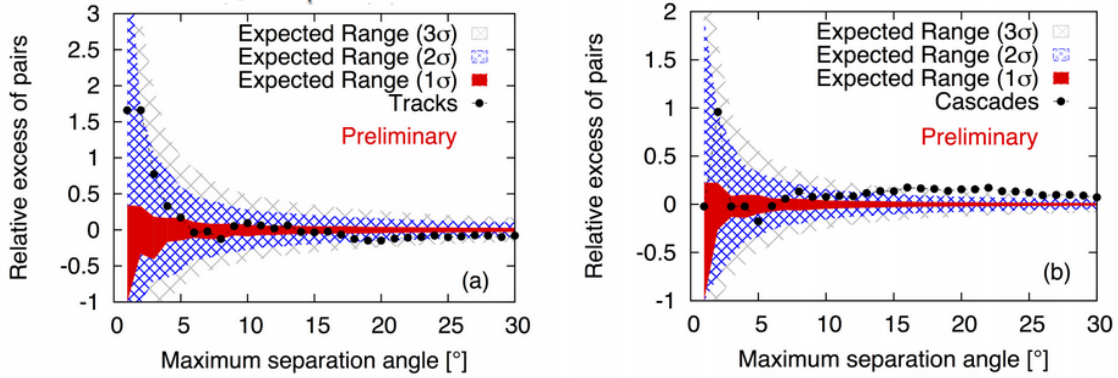 3
2.5
2
1.5
1
0.5
0
-0.5
-1
Relative excess of pairs
Expected Range (3σ)
Expected Range (2σ)
Expected Range (1σ)
Tracks
Preliminary
(a)
0 5 10 15 20 25 30
Maximum separation angle [°]
2
1.5
1
0.5
0
-0.5
-1
Relative excess of pairs
Expected Range (3σ)
Expected Range (2σ)
Expected Range (1σ)
Cascades
Preliminary
(b)
0 5 10 15 20 25 30
Maximum separation angle [°]